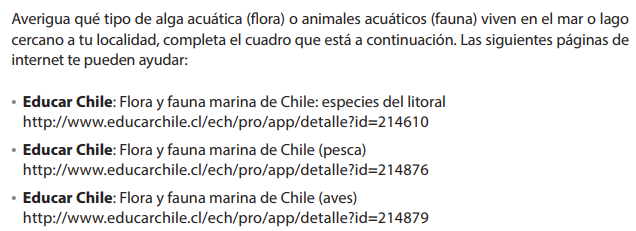 Averigua qué tipo de alga acuática (flora) o animales acuáticos (fauna) viven en el mar o lago
cercano a tu localidad, completa el cuadro que está a continuación. Las siguientes páginas de
internet te pueden ayudar:
• Educar Chile: Flora y fauna marina de Chile: especies del litoral
http://www.educarchile.cl/ech/pro/app/detalle?id=214610
• Educar Chile: Flora y fauna marina de Chile (pesca)
http://www.educarchile.cl/ech/pro/app/detalle?id=214876
• Educar Chile: Flora y fauna marina de Chile (aves)
http://www.educarchile.cl/ech/pro/app/detalle?id=214879